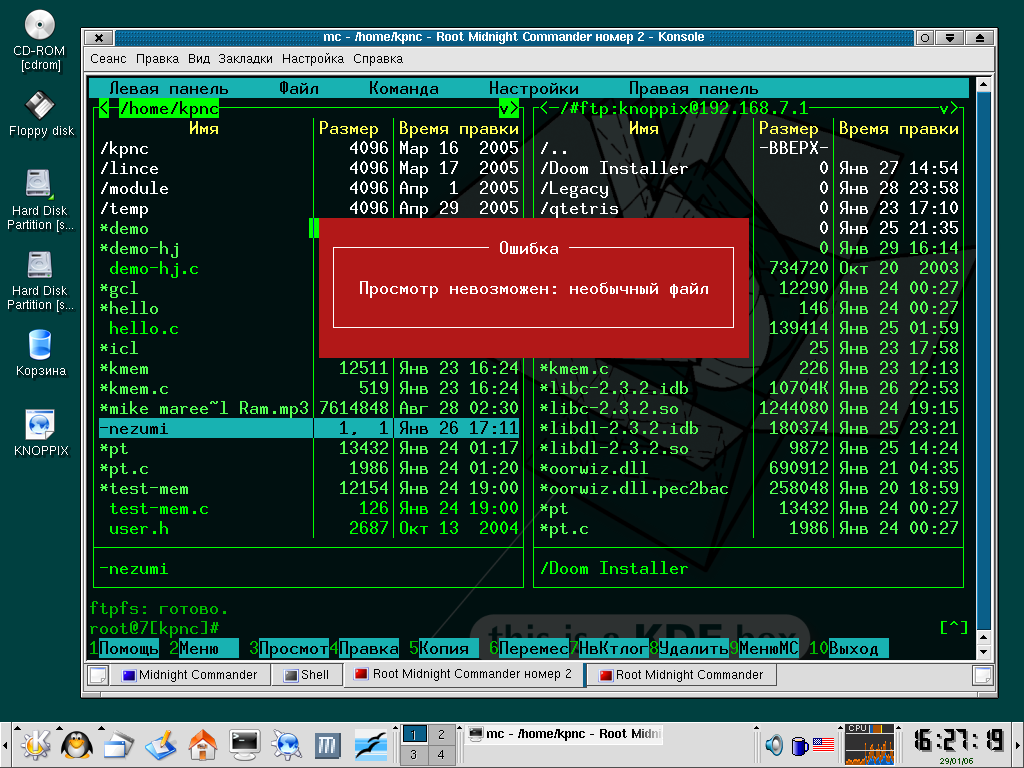 CD-ROM
[cdrom]
Floppy disk
Hard Disk
Partition [s...
Hard Disk
Partition [s...
Корзина
KNOPPIX
mc - /home/kpnc - Root Midnight Commander номер 2 - Konsole
Сеанс Правка Вид Закладки Настройка Справка
Левая панель Файл Команда Настройки Правая панель
< /home/kpnc v> <-/#ftp:knoppix@192.168.7.1 v>
Имя Размер Время правки Имя Размер Время правки
/kpnc 4096 Мар 16 2005 /.. -ВВЕРХ-
/lince 4096 Мар 17 2005 /Doom Installer 0 Янв 27 14:54
/module 4096 Апр 1 2005 /Legacy 0 Янв 28 23:58
/temp 4096 Апр 29 2005 /qtetris 0 Янв 23 17:10
*demo 0 Янв 25 21:35
*demo-hj Ошибка 0 Янв 29 16:14
demo-hj.c 734720 Окт 20 2003
*gcl Просмотр невозможен: необычный файл 12290 Янв 24 00:27
*hello 146 Янв 24 00:27
hello.c 139414 Янв 25 01:59
*icl 25 Янв 23 17:58
*kmem 12511 Янв 23 16:24 *kmem.c 226 Янв 23 12:13
*kmem.c 519 Янв 23 16:24 *libc-2.3.2.idb 10704K Янв 26 22:53
*mike maree~l Ram.mp3 7614848 Авг 28 02:30 *libc-2.3.2.so 1244080 Янв 24 19:15
-nezumi 1, 1 Янв 26 17:11 *libdl-2.3.2.idb 180374 Янв 25 23:21
*pt 13432 Янв 24 01:17 *libdl-2.3.2.so 9872 Янв 25 14:24
*pt.c 1986 Янв 24 01:20 *oorwiz.dll 690912 Янв 21 04:35
*test-mem 12154 Янв 24 19:00 *oorwiz.dll.pec2bac 258048 Янв 20 18:59
test-mem.c 126 Янв 24 19:00 *pt 13432 Янв 24 00:27
user.h 2687 Окт 13 2004 *pt.c 1986 Янв 24 00:27
-nezumi /Doom Installer
ftpfs: готово.
root@7[kpnc]# [^]
this is a KDE box
1Помощь 2Меню 3Просмот4Правка 5Копия 6Перемес7НвКтлог8Удалить9МенюМС 10Выход
Midnight Commander Shell Root Midnight Commander номер 2 Root Midnight Commander
1 2 mc - /home/kpnc - Root Midni CPU 16:27:19
3 4 29/01/06